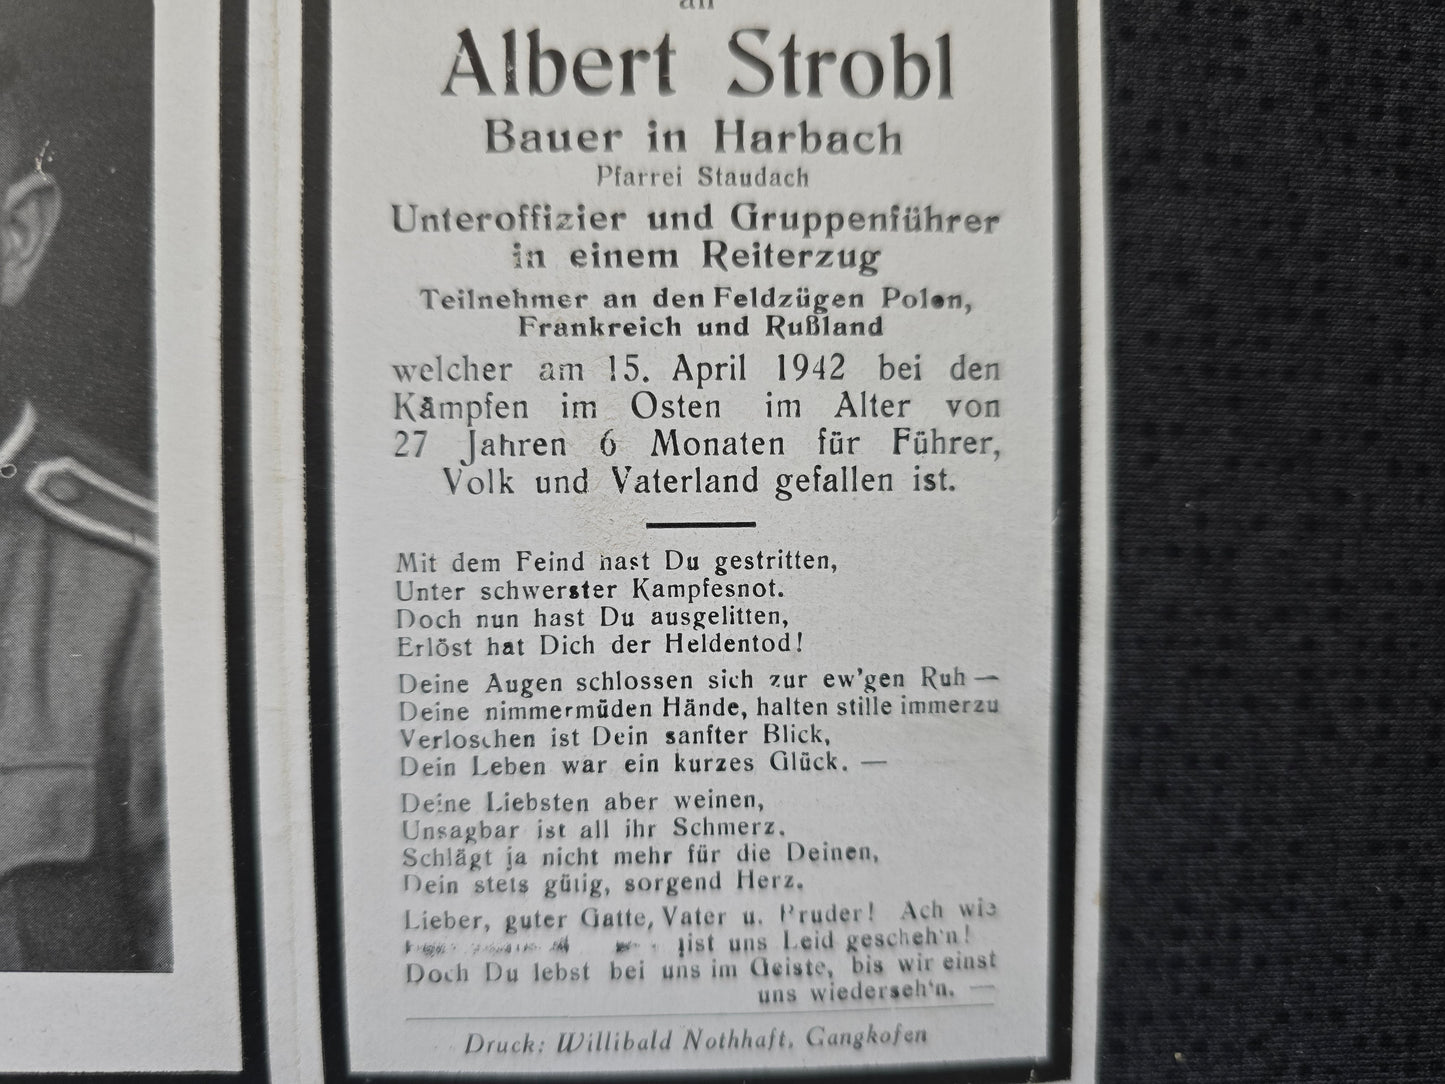 an
Albert Strobl
Bauer in Harbach
Pfarrei Staudach
Unteroffizier und Gruppenführer
in einem Reiterzug
Teilnehmer an den Feldzügen Polen,
Frankreich und Rußland
welcher am 15. April 1942 bei den
Kämpfen im Osten im Alter von
27 Jahren 6 Monaten für Führer,
Volk und Vaterland gefallen ist.
Mit dem Feind hast Du gestritten,
Unter schwerster Kampfesnot.
Doch nun hast Du ausgelitten,
Erlöst hat Dich der Heldentod!
Deine Augen schlossen sich zur ew'gen Ruh —
Deine nimmermüden Hände, halten stille immerzu
Verloschen ist Dein sanfter Blick,
Dein Leben war ein kurzes Glück. —
Deine Liebsten aber weinen,
Unsagbar ist all ihr Schmerz.
Schlägt ja nicht mehr für die Deinen,
Dein stets gütig, sorgend Herz.
Lieber, guter Gatte, Vater u. Bruder! Ach wie
ist uns Leid gescheh'n!
Doch Du lebst bei uns im Geiste, bis wir einst
uns wiederseh'n. —
Druck: Willibald Nothhaft, Gangkofen